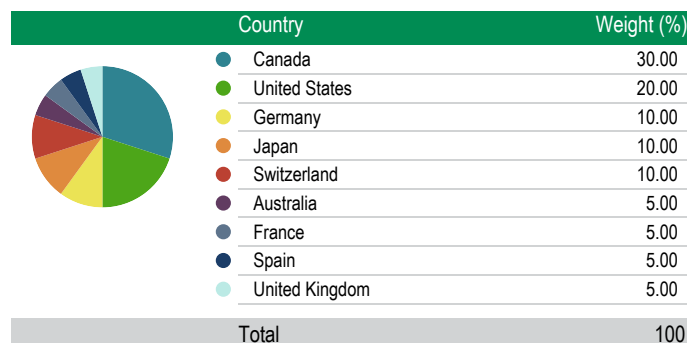 Country Weight (%)
Canada 30.00
United States 20.00
Germany 10.00
Japan 10.00
Switzerland 10.00
Australia 5.00
France 5.00
Spain 5.00
United Kingdom 5.00
Total 100